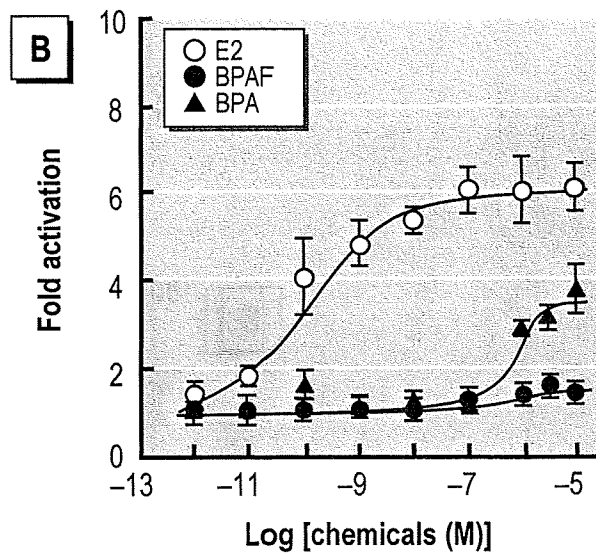 B
E2
BPAF
BPA
Fold activation
10
8
6
4
2
0
–13
–11
–9
–7
–5
Log [chemicals (M)]